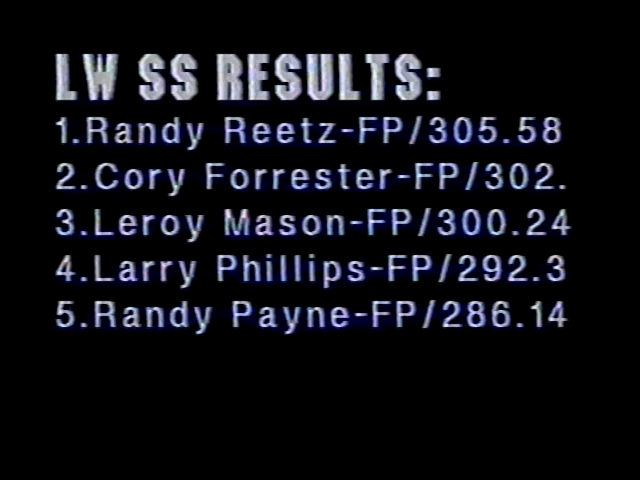 LW SS RESULTS:
1.Randy Reetz-FP/305.58
2.Cory Forrester-FP/302.
3.Leroy Mason-FP/300.24
4.Larry Phillips-FP/292.3
5.Randy Payne-FP/286.14